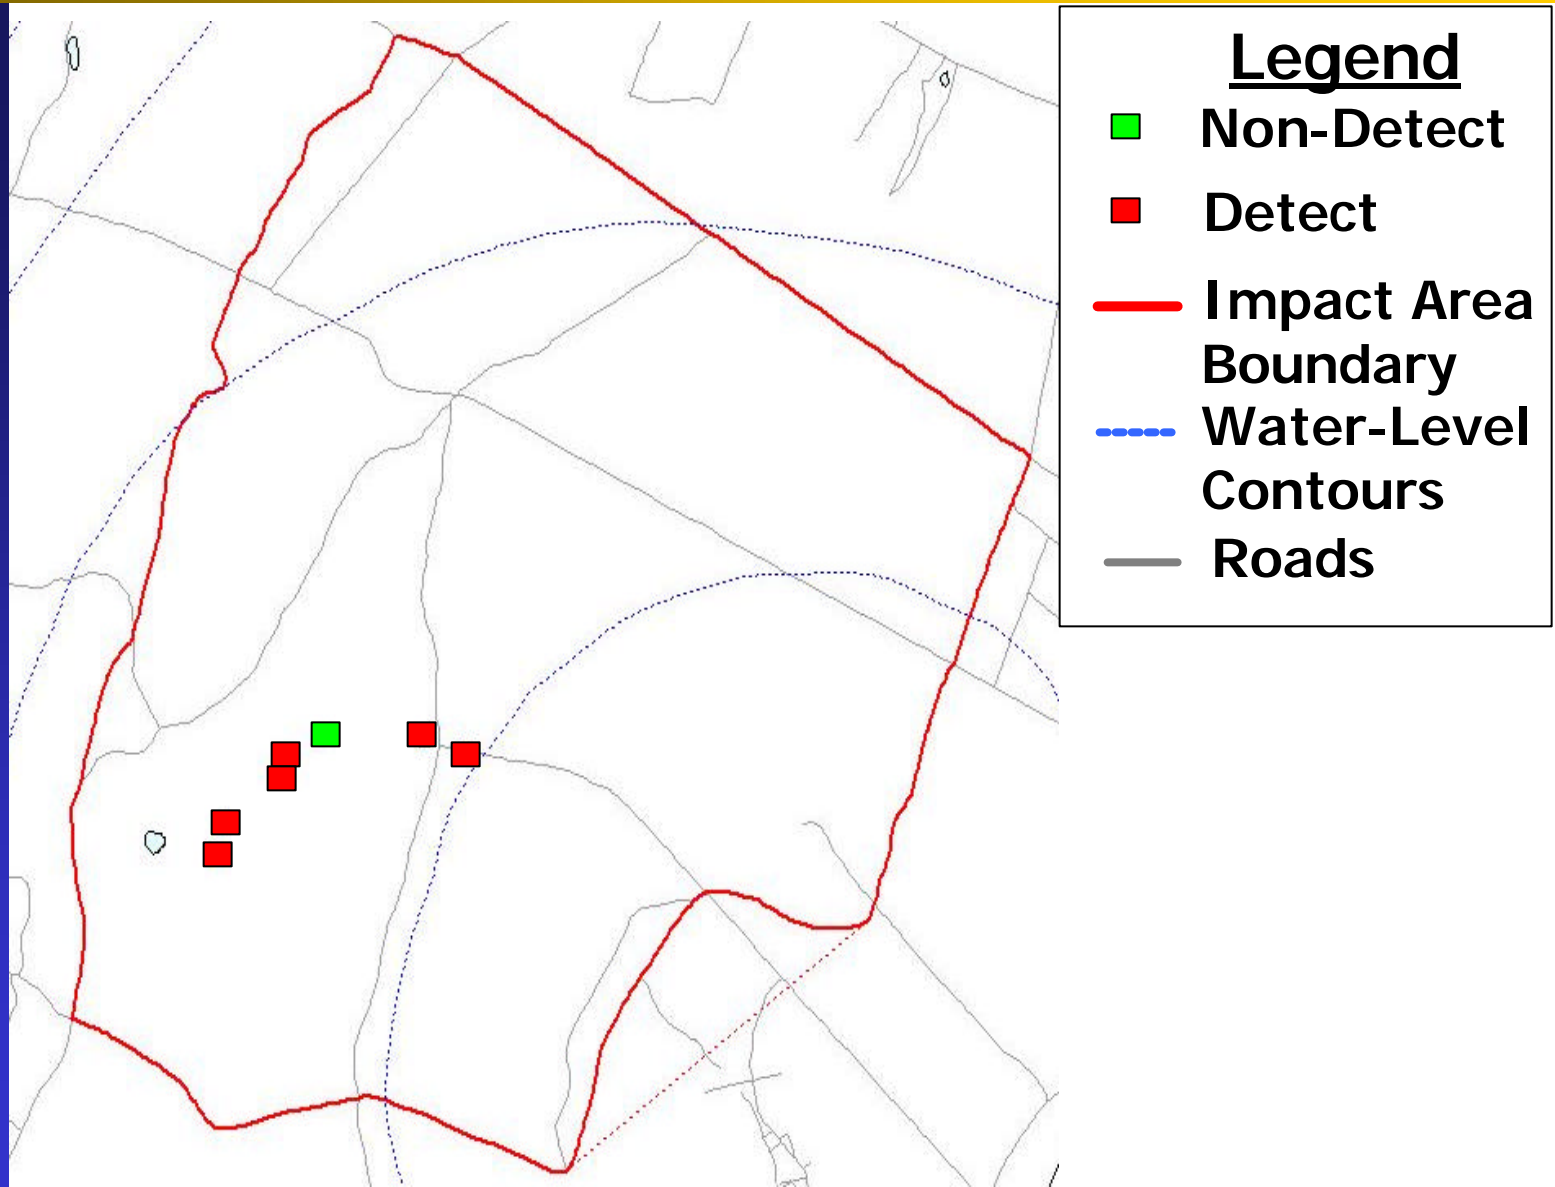 Legend
Non-Detect
Detect
Impact Area
Boundary
Water-Level
Contours
Roads